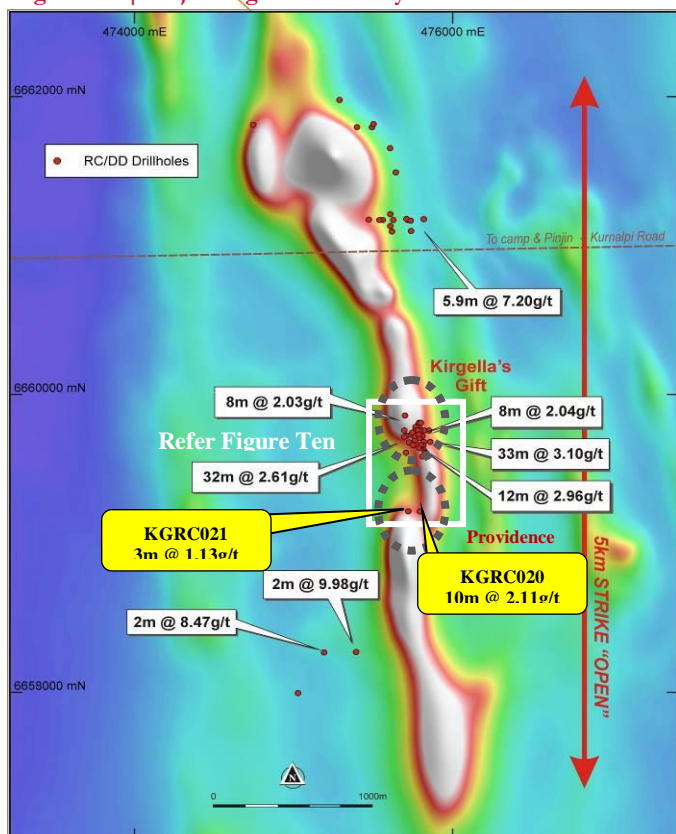 474000 mE
476000 mE
6662000 mN
RC/DD Drillholes
To camp & Pinjin - Kurnalpi Road
5.9m @ 7.20g/t
6660000 mN
Kirgella's
Gift
8m @ 2.03g/t
8m @ 2.04g/t
Refer Figure Ten
33m @ 3.10g/t
32m @ 2.61g/t
12m @ 2.96g/t
KGRC021
3m @ 1.13g/t
Providence
KGRC020
10m @ 2.11g/t
5km STRIKE "OPEN"
2m @ 9.98g/t
2m @ 8.47g/t
6658000 mN
N
0
1000m